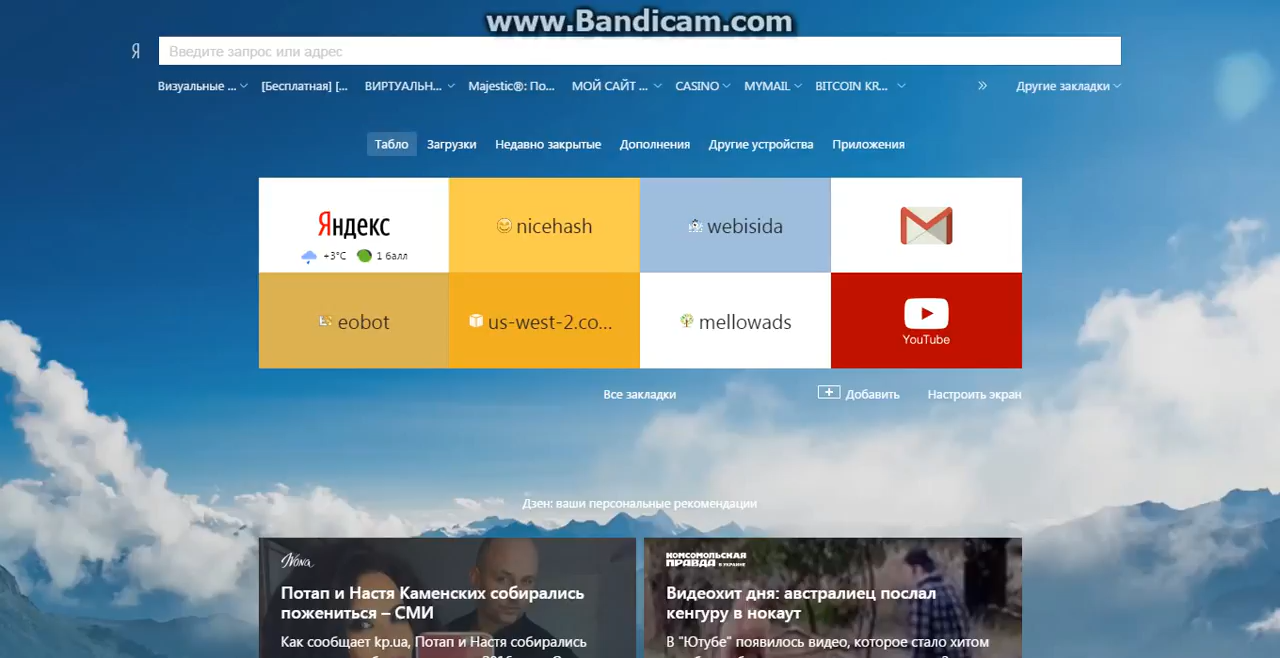 www.Bandicam.com
Я Введите запрос или адрес
Визуальные ... [Бесплатная] [... ВИРТУАЛЬН... Majestic®: По... МОЙ САЙТ ... CASINO MYMAIL BITCOIN KR... » Другие закладки
Табло Загрузки Недавно закрытые Дополнения Другие устройства Приложения
Яндекс nicehash webisida
+3°C 1 балл
eobot us-west-2.co... mellowads YouTube
Все закладки Добавить Настроить экран
Дзен: ваши персональные рекомендации
Ivona
Потап и Настя Каменских собирались
пожениться – СМИ
Как сообщает kp.ua, Потап и Настя собирались
КОМСОМОЛЬСКАЯ
ПРАВДА В УКРАИНЕ
Видеохит дня: австралиец послал
кенгуру в нокаут
В "Ютубе" появилось видео, которое стало хитом